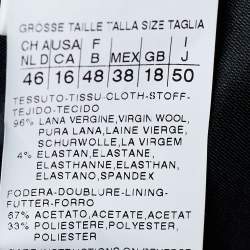 GRÖSSE TAILLE TALLA SIZE TAGLIA
CH A USA F I
NL D CA B MEX GB J
46 16 48 38 18 50
TESSUTO-TISSU-CLOTH-STOFF-
TEJIDO-TECIDO
96% LANA VERGINE, VIRGIN WOOL,
PURA LANA, LAINE VIERGE,
SCHURWOLLE, LA VIRGEM
4% ELASTAN, ELASTANE,
ELASTHANNE, ELASTHAN,
ELASTANO, SPANDEX
FODERA-DOUBLURE-LINING-
FUTTER-FORRO
67% ACETATO, ACETATE, ACETAT
33% POLIESTERE, POLYESTER,
POLIESTER